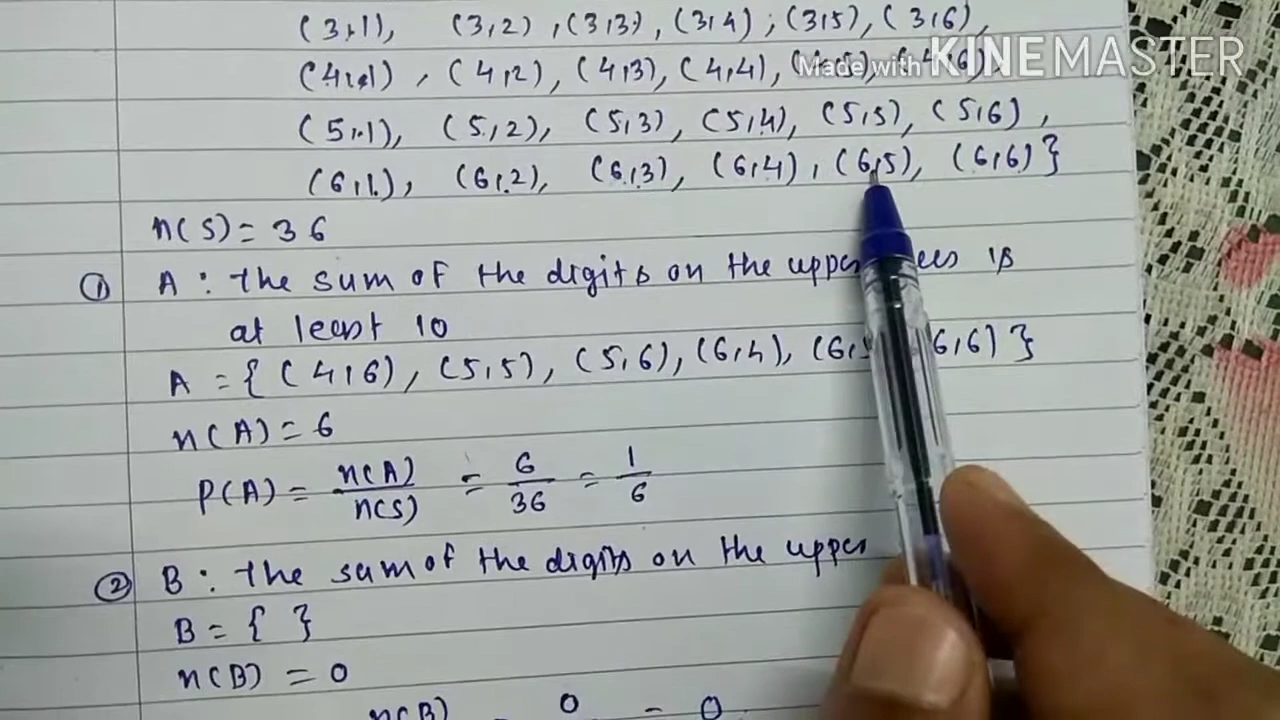 (3,1), (3,2), (3,3), (3,4), (3,5), (3,6),
(4,1), (4,2), (4,3), (4,4),
Made with KINEMASTER
(5,1), (5,2), (5,3), (5,4), (5,5), (5,6),
(6,1), (6,2), (6,3), (6,4), (6,5), (6,6)}
n(S) = 36
① A : The sum of the digits on the upper is
at least 10
A = { (4,6), (5,5), (5,6), (6,4), (6,5 6,6) }
n(A) = 6
P(A) = n(A)/n(S) = 6/36 = 1/6
② B : The sum of the digits on the upper
B = { }
n(B) = 0
n(B) = 0 = 0